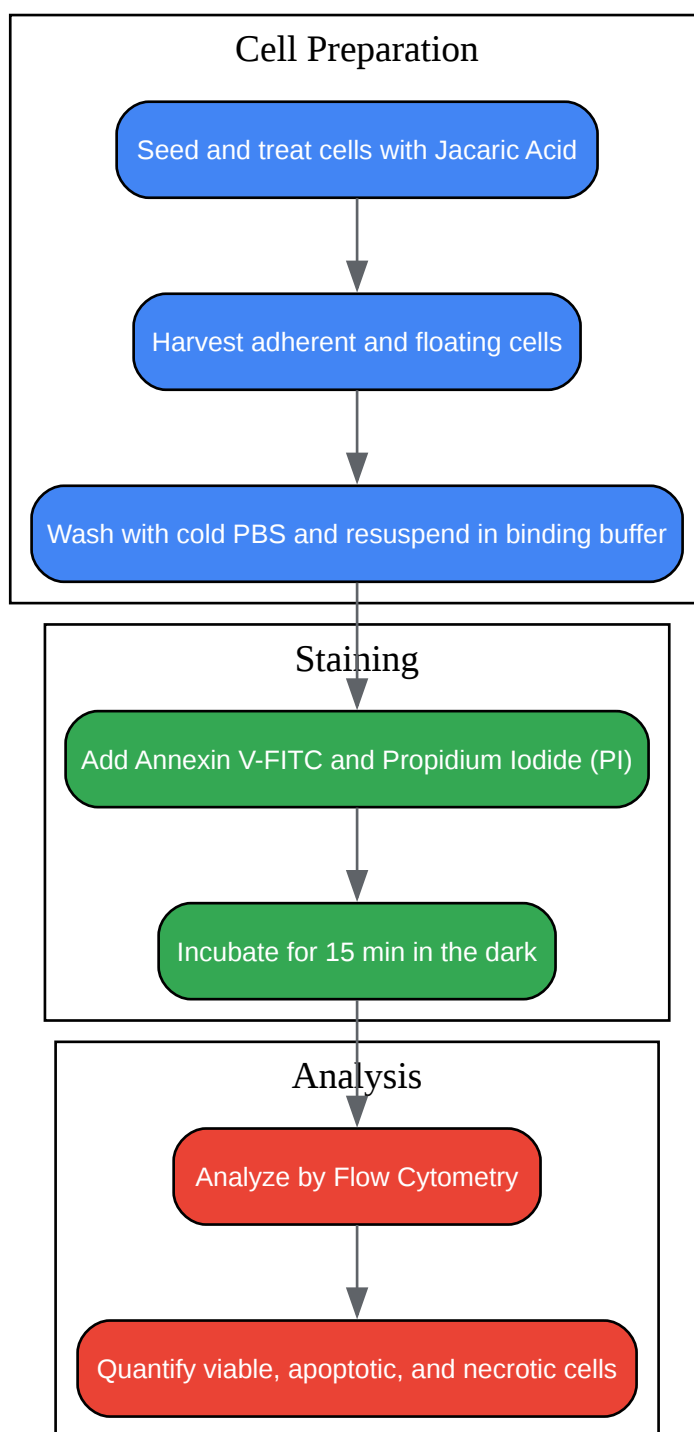 Cell Preparation
Seed and treat cells with Jacaric Acid
Harvest adherent and floating cells
Wash with cold PBS and resuspend in binding buffer
Staining
Add Annexin V-FITC and Propidium Iodide (PI)
Incubate for 15 min in the dark
Analysis
Analyze by Flow Cytometry
Quantify viable, apoptotic, and necrotic cells